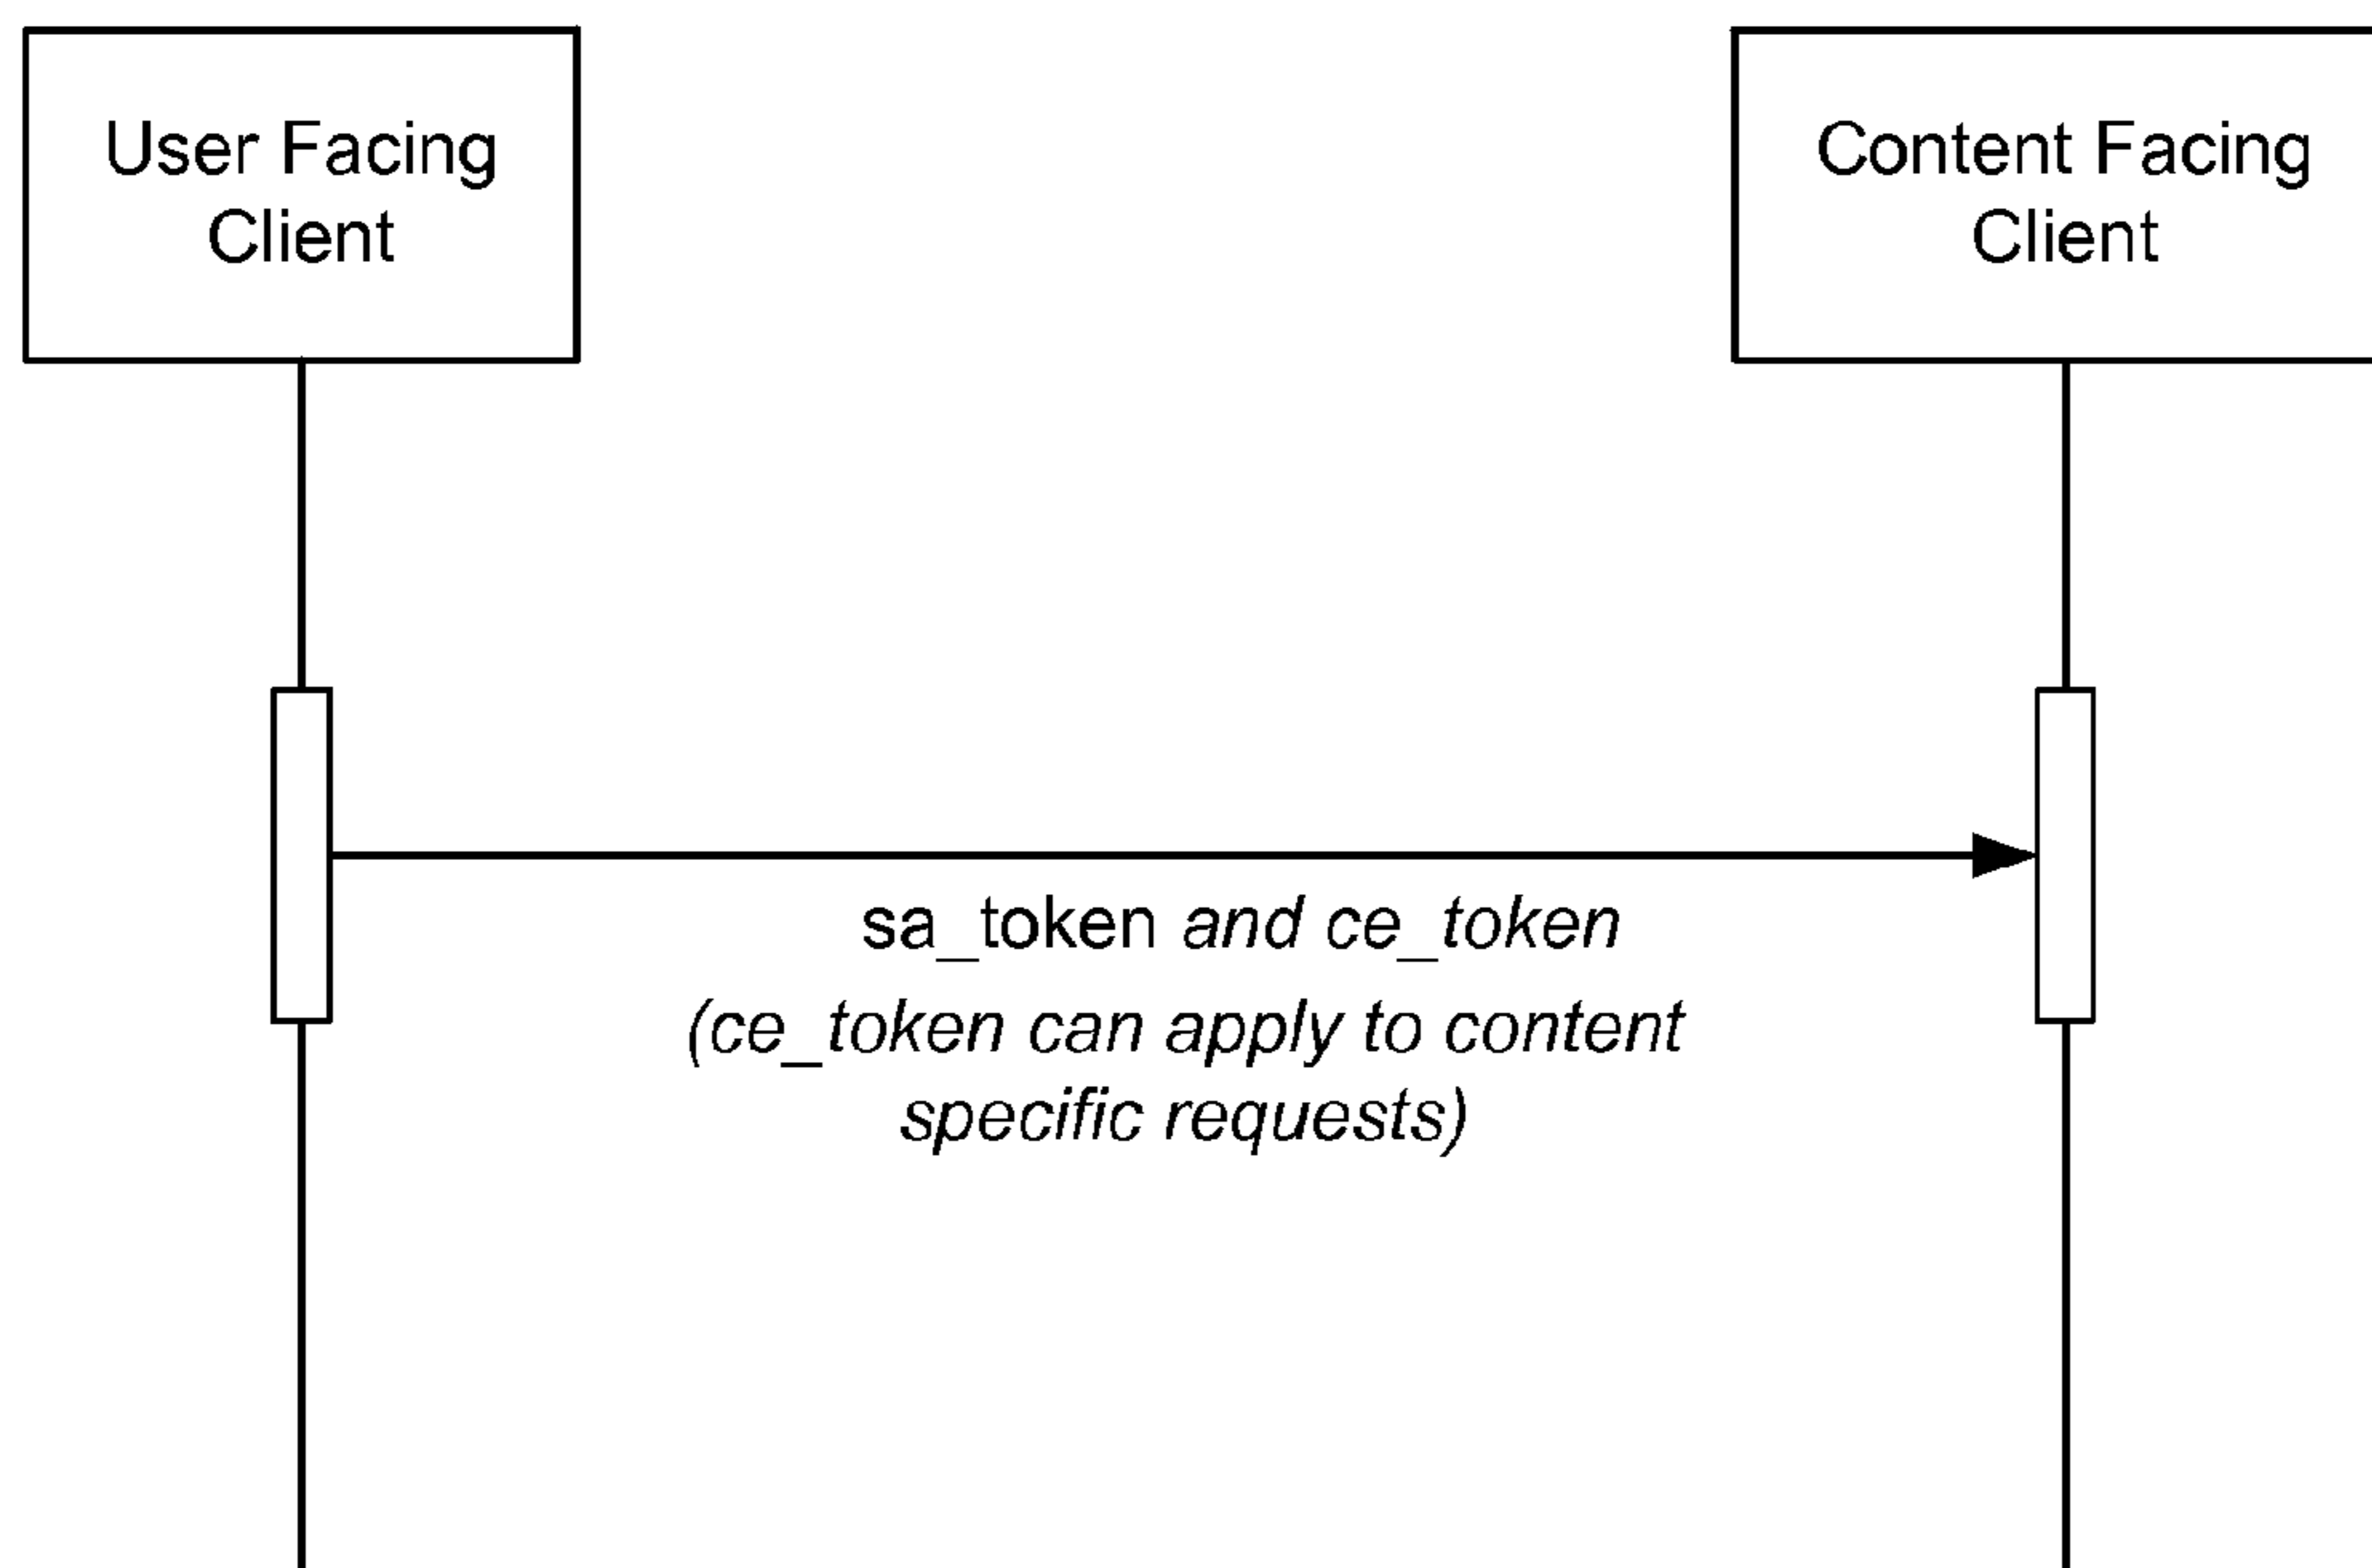 User Facing
Client
Content Facing
Client
sa_token and ce_token
(ce_token can apply to content
specific requests)